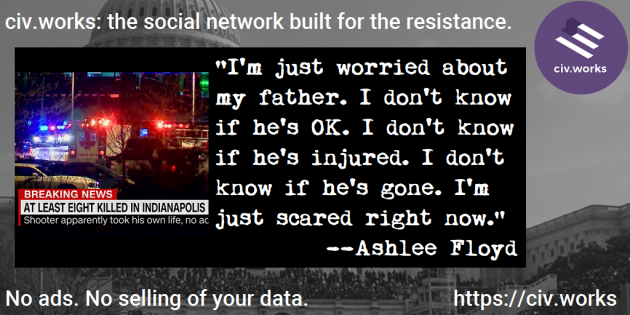 civ.works: the social network built for the resistance.
civ.works
"I'm just worried about
my father. I don't know
if he's OK. I don't know
if he's injured. I don't
know if he's gone. I'm
just scared right now."
--Ashlee Floyd
BREAKING NEWS
AT LEAST EIGHT KILLED IN INDIANAPOLIS
Shooter apparently took his own life, no
No ads. No selling of your data.
https://civ.works